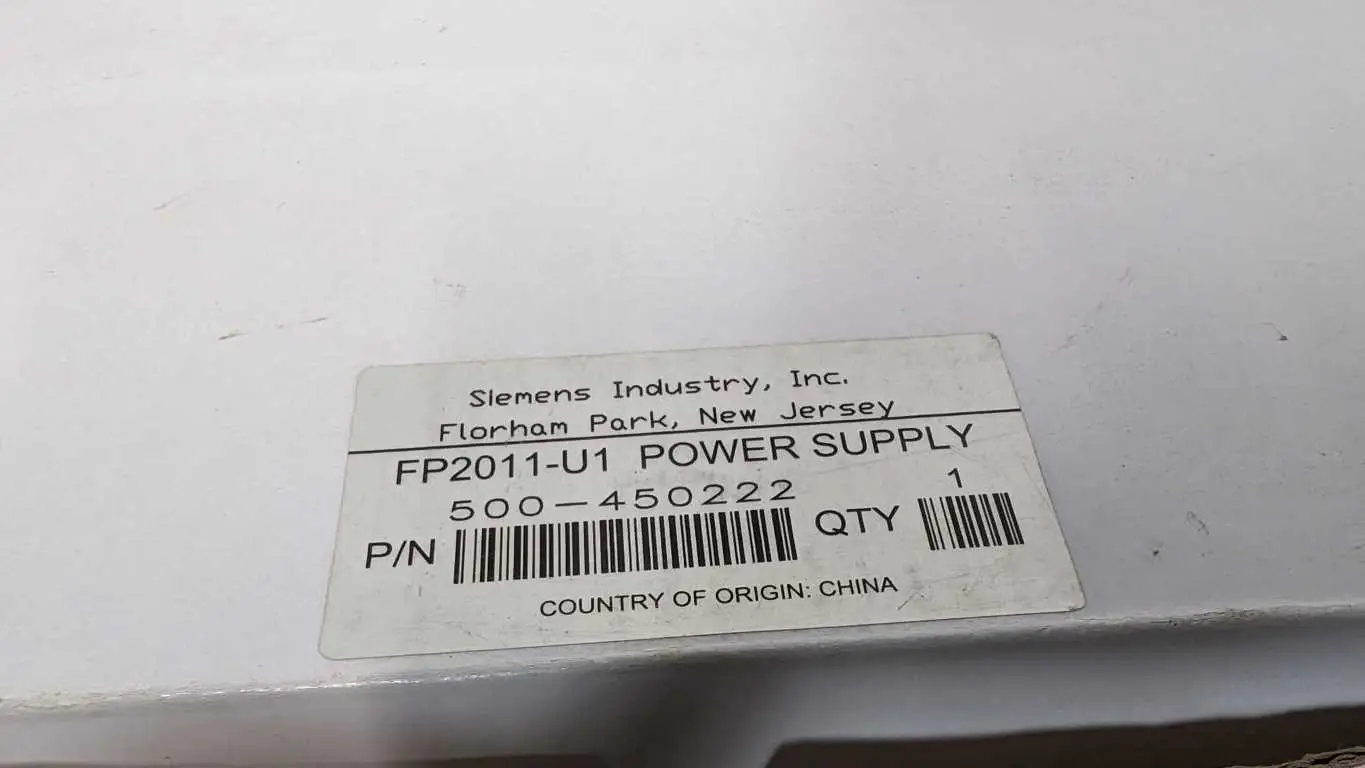 Siemens Industry, Inc.
Florham Park, New Jersey
FP2011-U1 POWER SUPPLY
500-450222
1
P/N
QTY
COUNTRY OF ORIGIN: CHINA